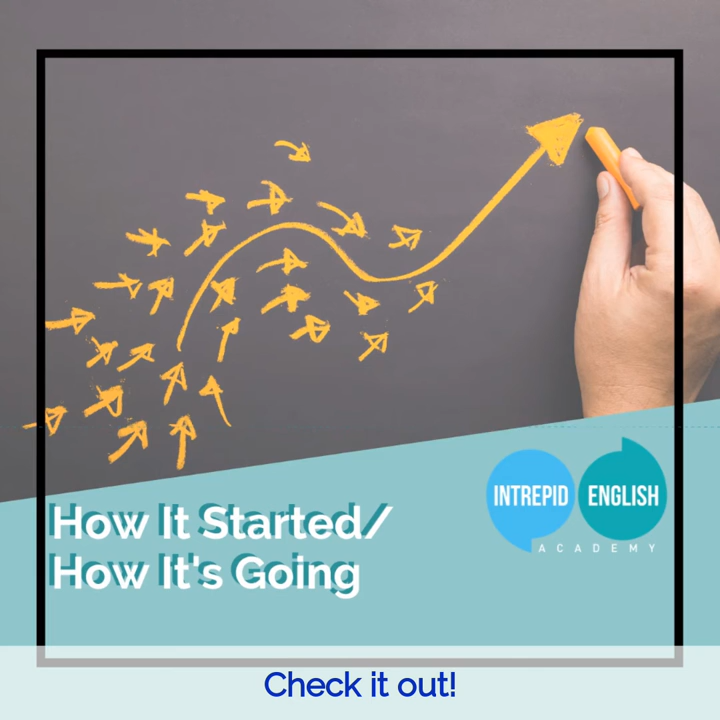 INTREPID ENGLISH
ACADEMY
How It Started/
How It's Going
Check it out!